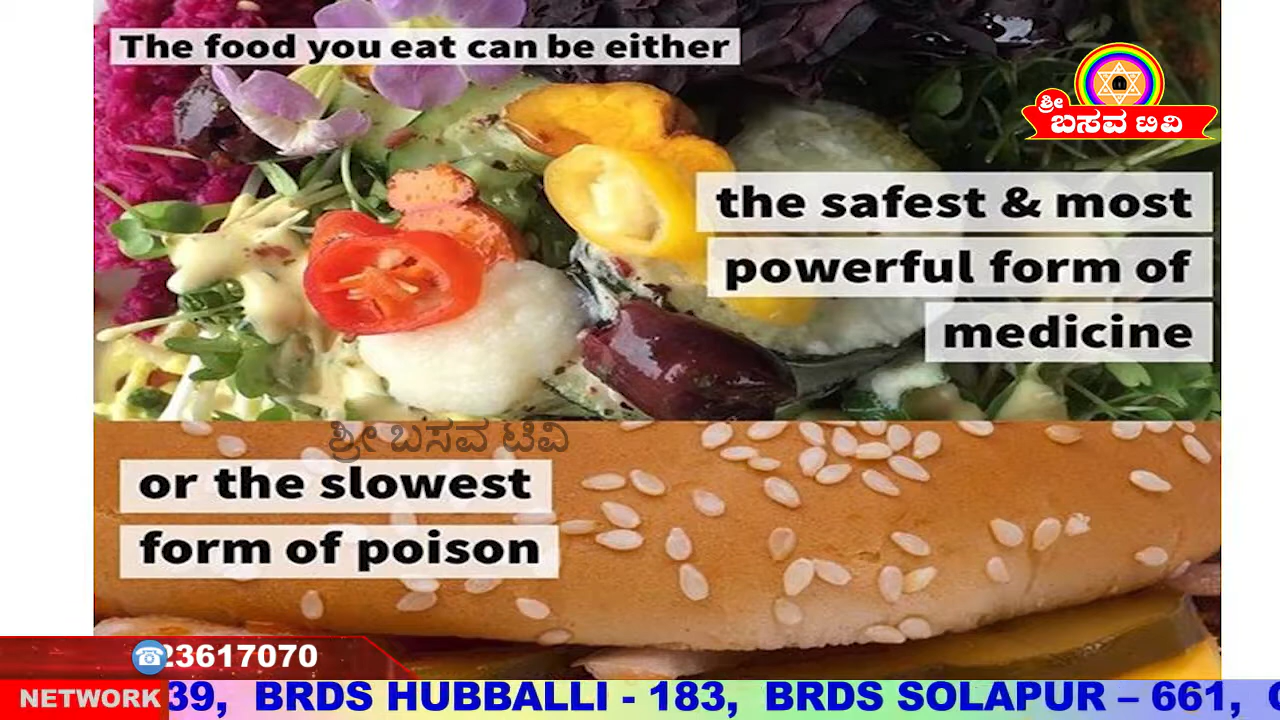 The food you eat can be either
ಶ್ರೀ
ಬಸವ ಟಿವಿ
the safest & most
powerful form of
medicine
ಶ್ರೀ ಬಸವ ಟಿವಿ
or the slowest
form of poison
23617070
NETWORK 39, BRDS HUBBALLI - 183, BRDS SOLAPUR – 661,